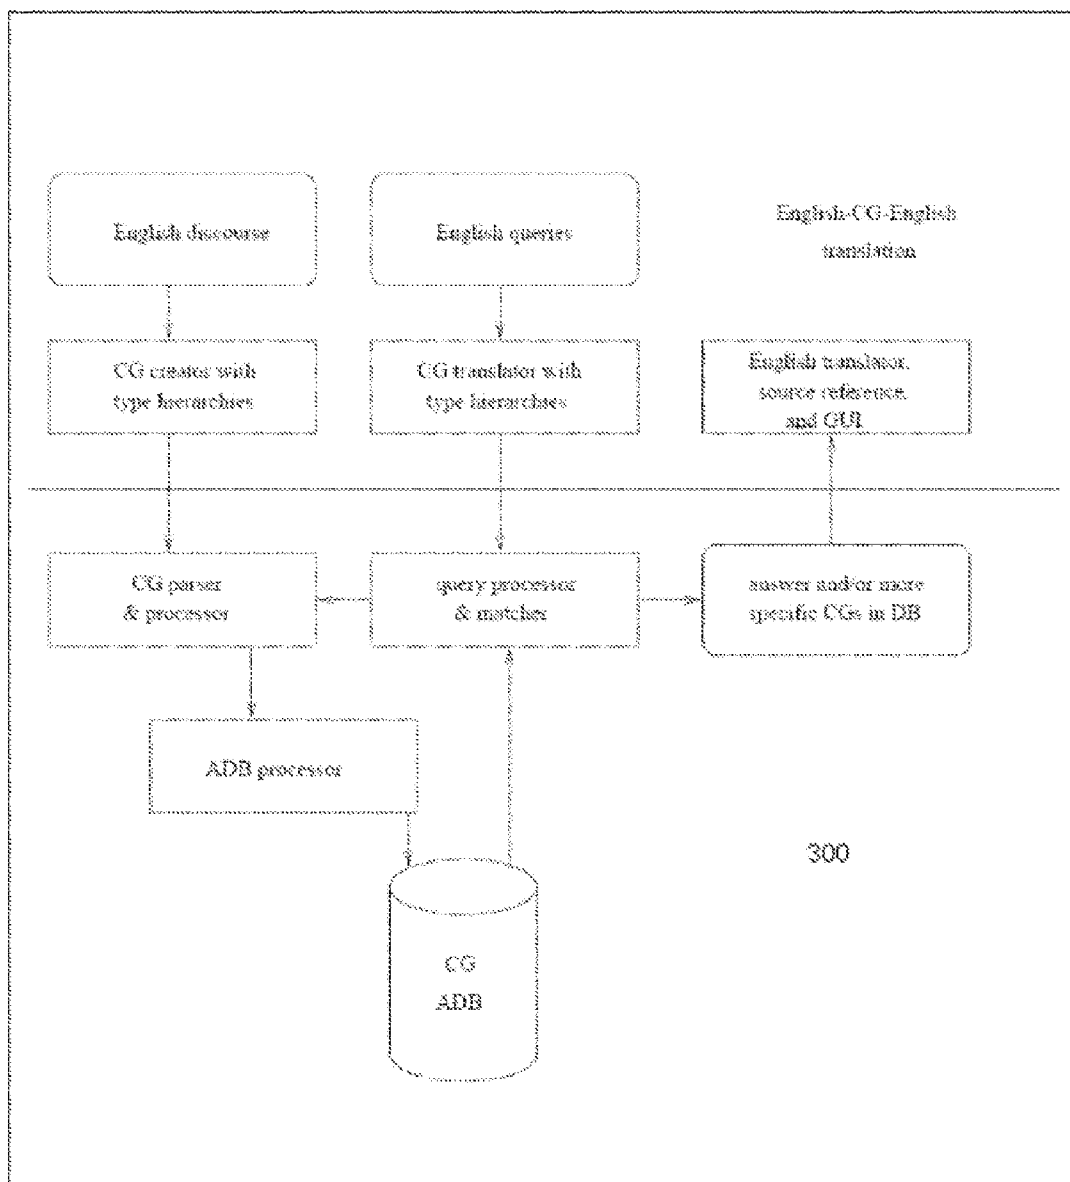 English discourse
English queries
English-CG-English
translation
CG creator with
type hierarchies
CG translator with
type hierarchies
English translator,
source reference,
and GUI
CG parser
& processor
query processor
& matcher
answer and/or more
specific CGs in DB
ADB processor
300
CG
ADB